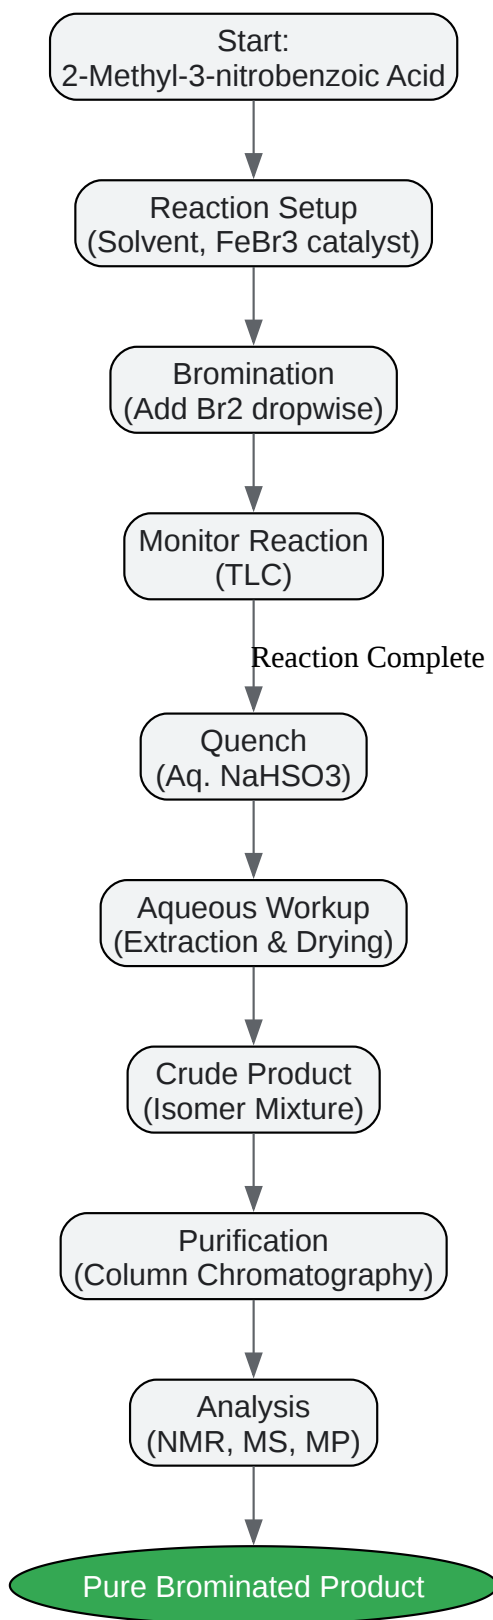 Start:
2-Methyl-3-nitrobenzoic Acid
Reaction Setup
(Solvent, FeBr3 catalyst)
Bromination
(Add Br2 dropwise)
Monitor Reaction
(TLC)
Reaction Complete
Quench
(Aq. NaHSO3)
Aqueous Workup
(Extraction & Drying)
Crude Product
(Isomer Mixture)
Purification
(Column Chromatography)
Analysis
(NMR, MS, MP)
Pure Brominated Product